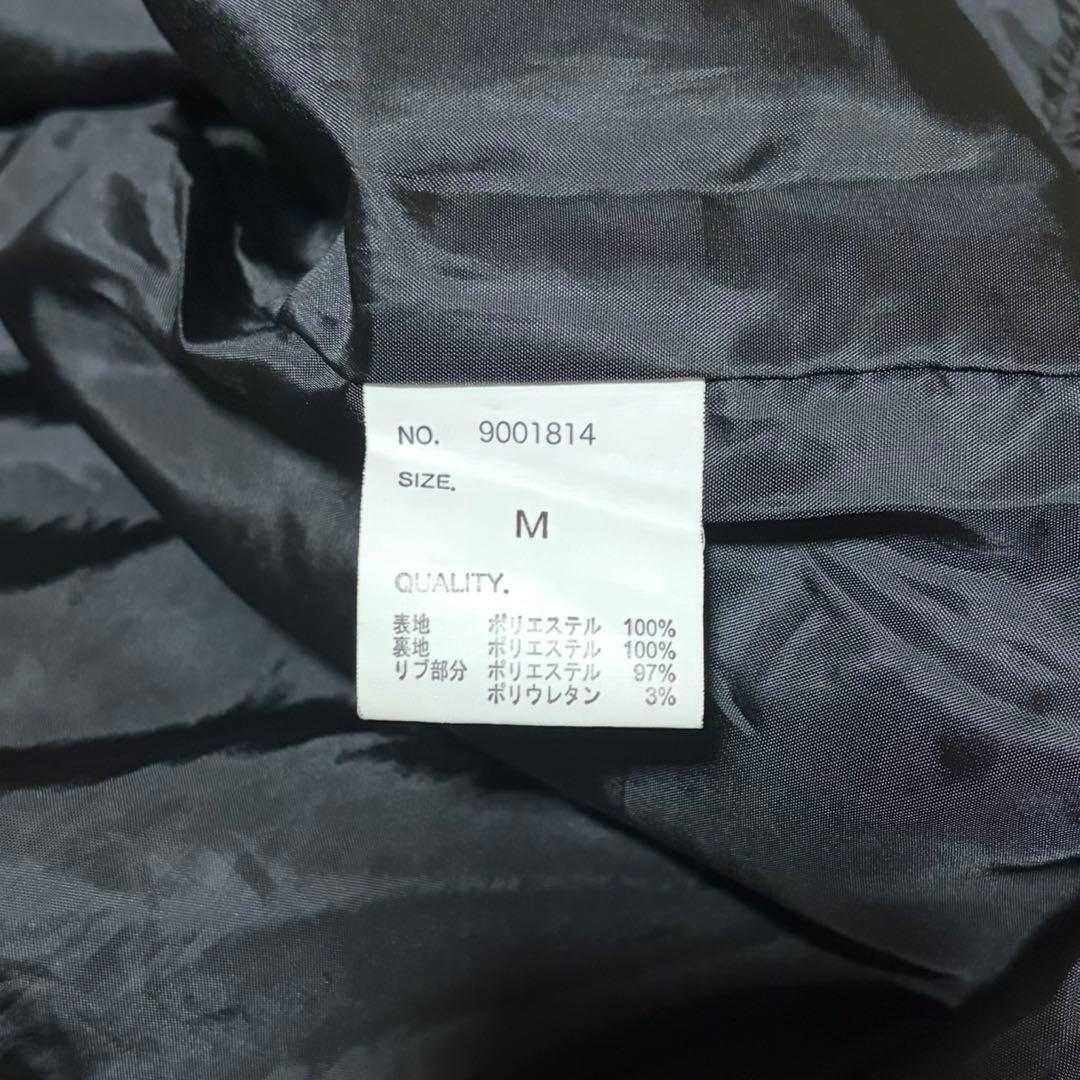 NO. 9001814
SIZE.
M
QUALITY.
表地 ポリエステル 100%
裏地 ポリエステル 100%
リブ部分 ポリエステル 97%
ポリウレタン 3%